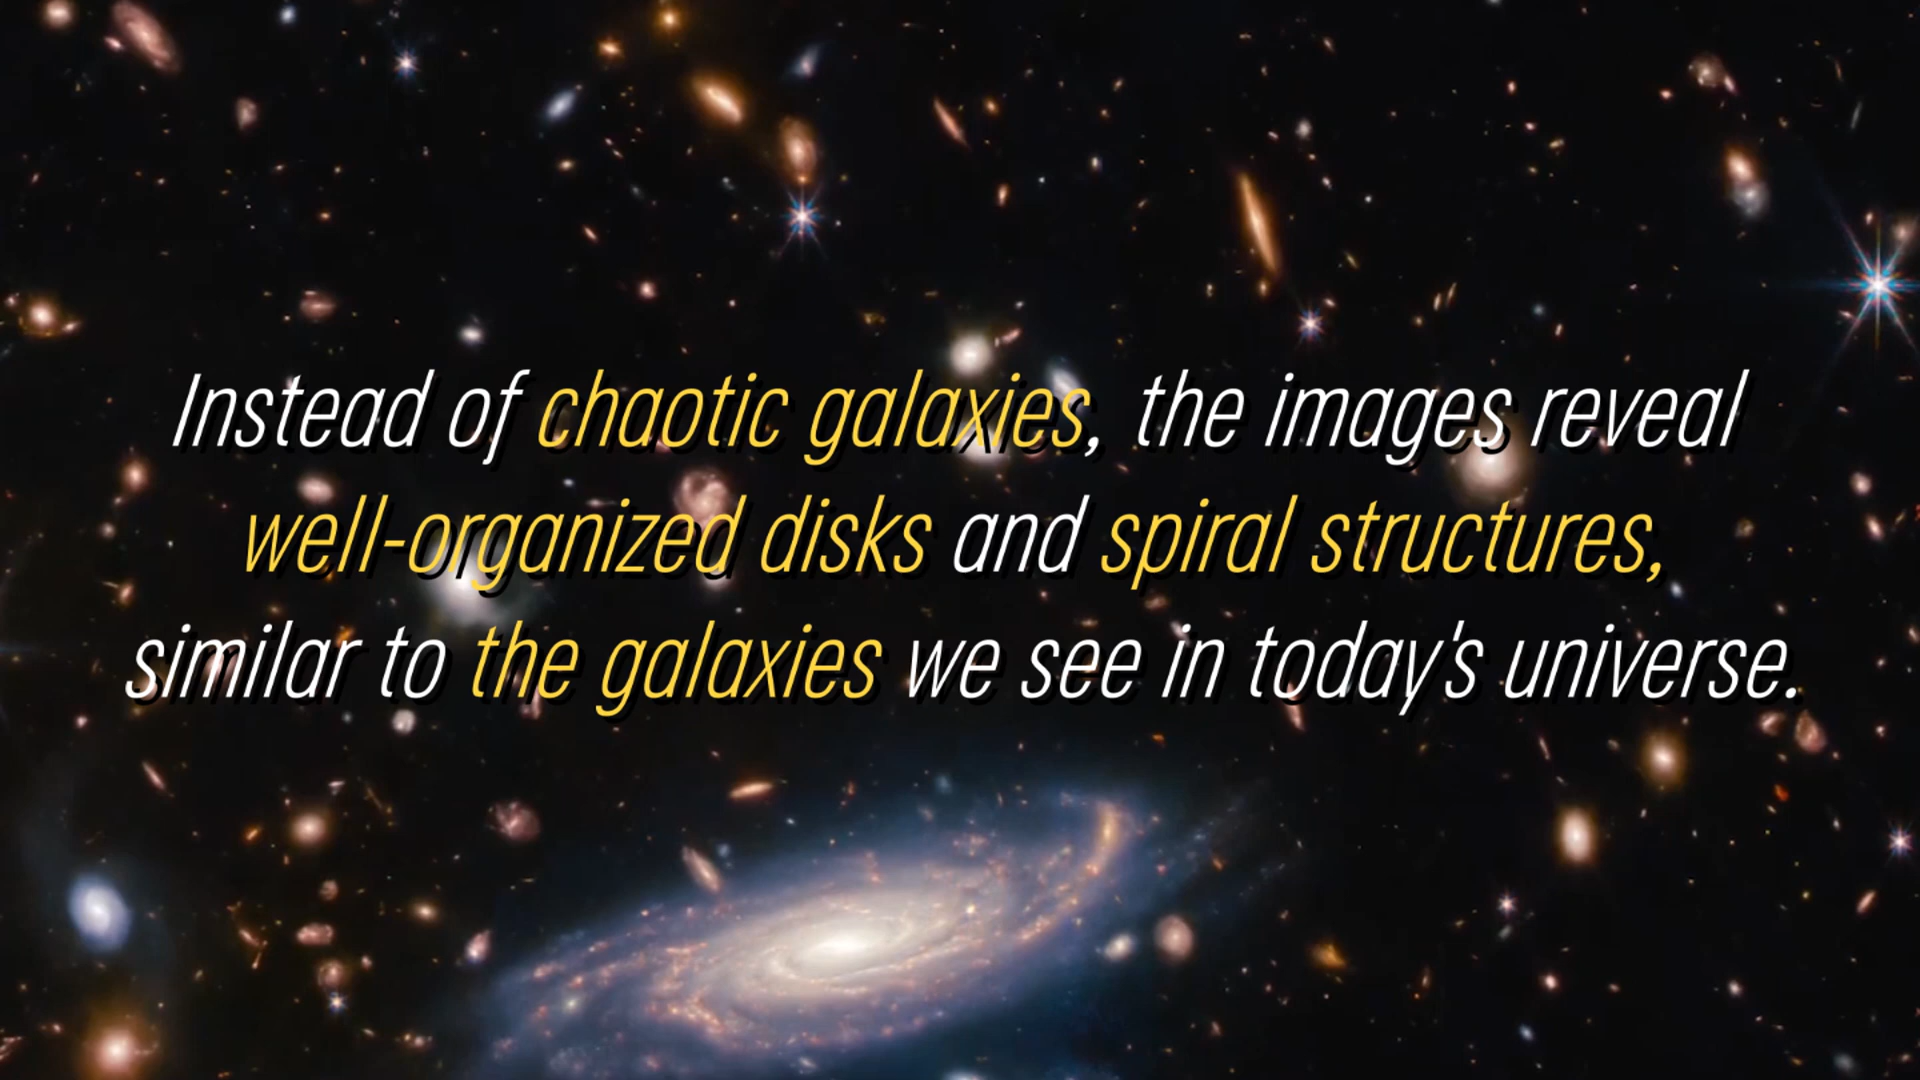 Instead of chaotic galaxies, the images reveal
well-organized disks and spiral structures,
similar to the galaxies we see in today's universe.